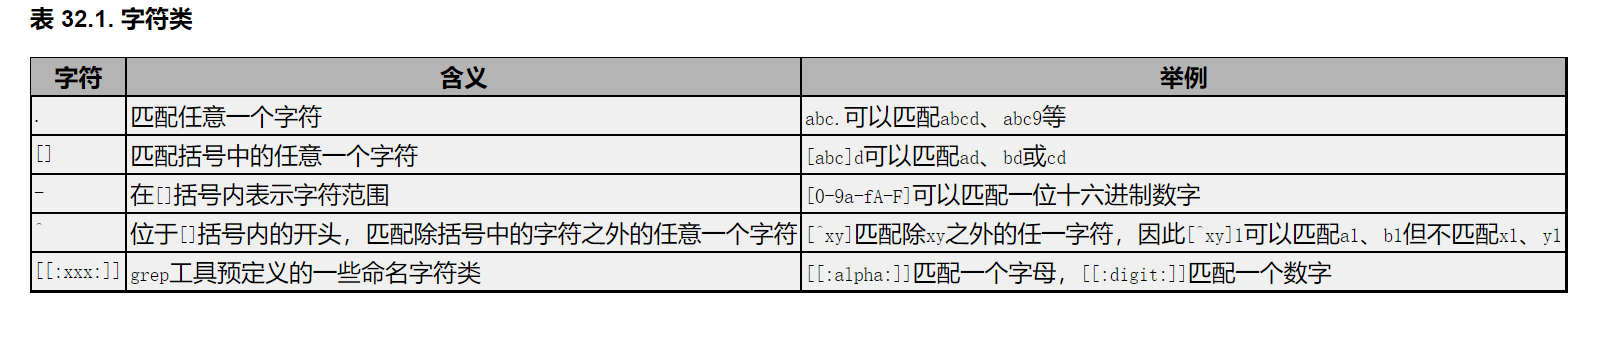 表 32.1. 字符类
字符 含义 举例
. 匹配任意一个字符 abc.可以匹配abcd、abc9等
[] 匹配括号中的任意一个字符 [abc]d可以匹配ad、bd或cd
- 在[]括号内表示字符范围 [0-9a-fA-F]可以匹配一位十六进制数字
^ 位于[]括号内的开头，匹配除括号中的字符之外的任意一个字符 [^xy]匹配除xy之外的任一字符，因此[^xy]1可以匹配a1、b1但不匹配x1、y1
[[:xxx:]] grep工具预定义的一些命名字符类 [[:alpha:]]匹配一个字母，[[:digit:]]匹配一个数字